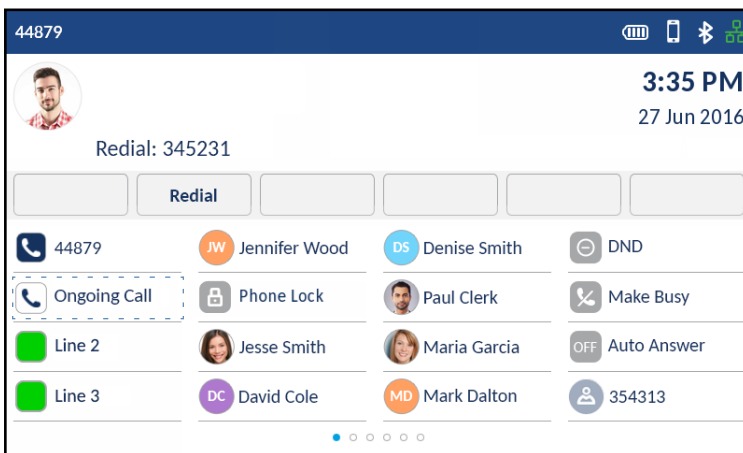 44879
3:35 PM
27 Jun 2016
Redial: 345231
Redial
44879
JW Jennifer Wood
DS Denise Smith
DND
Ongoing Call
Phone Lock
Paul Clerk
Make Busy
Line 2
Jesse Smith
Maria Garcia
OFF Auto Answer
Line 3
DC David Cole
MD Mark Dalton
354313